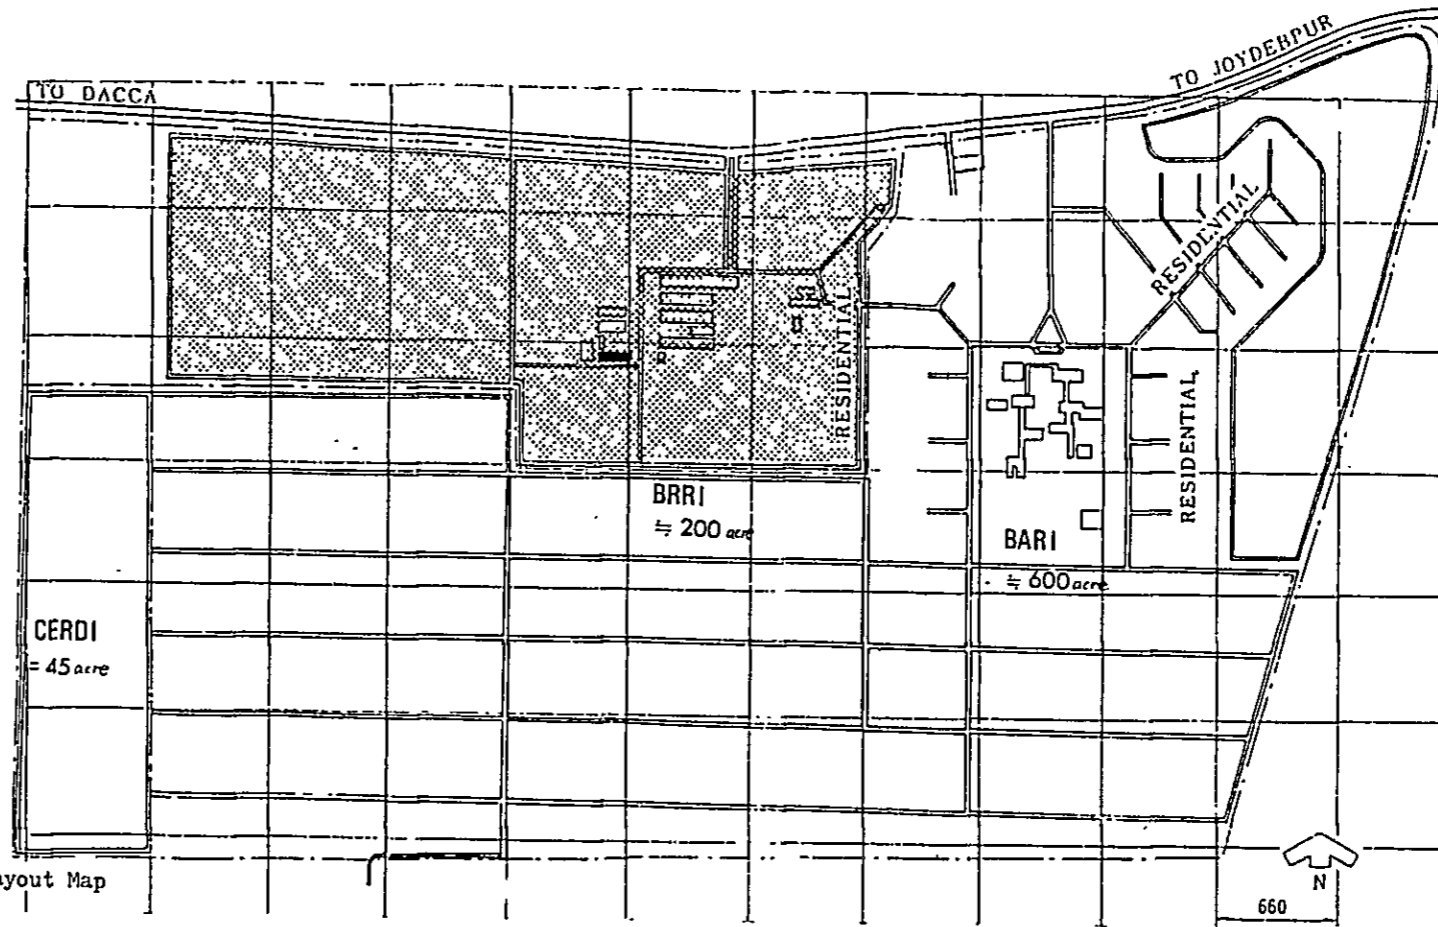 TO DACCA
TO JOYDEBPUR
RESIDENTIAL
RESIDENTIAL
RESIDENTIAL
BRRI
≒ 200 acre
BARI
≒ 600 acre
CERDI
= 45 acre
ayout Map
N
660